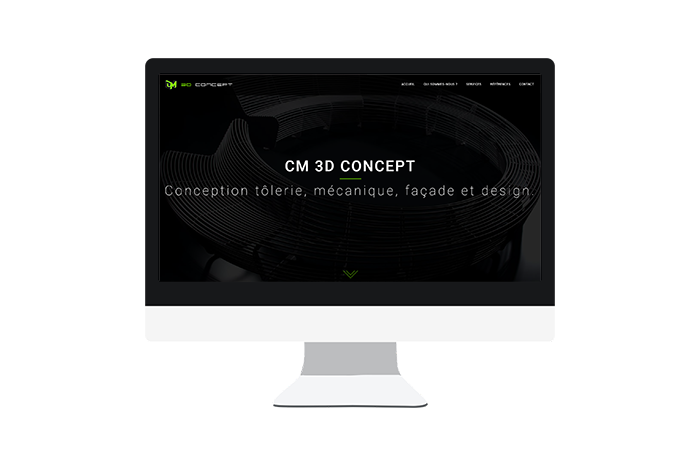 3D CONCEPT
ACCUEIL QUI SOMMES-NOUS ? SERVICES RÉFÉRENCES CONTACT
CM 3D CONCEPT
Conception tôlerie, mécanique, façade et design.